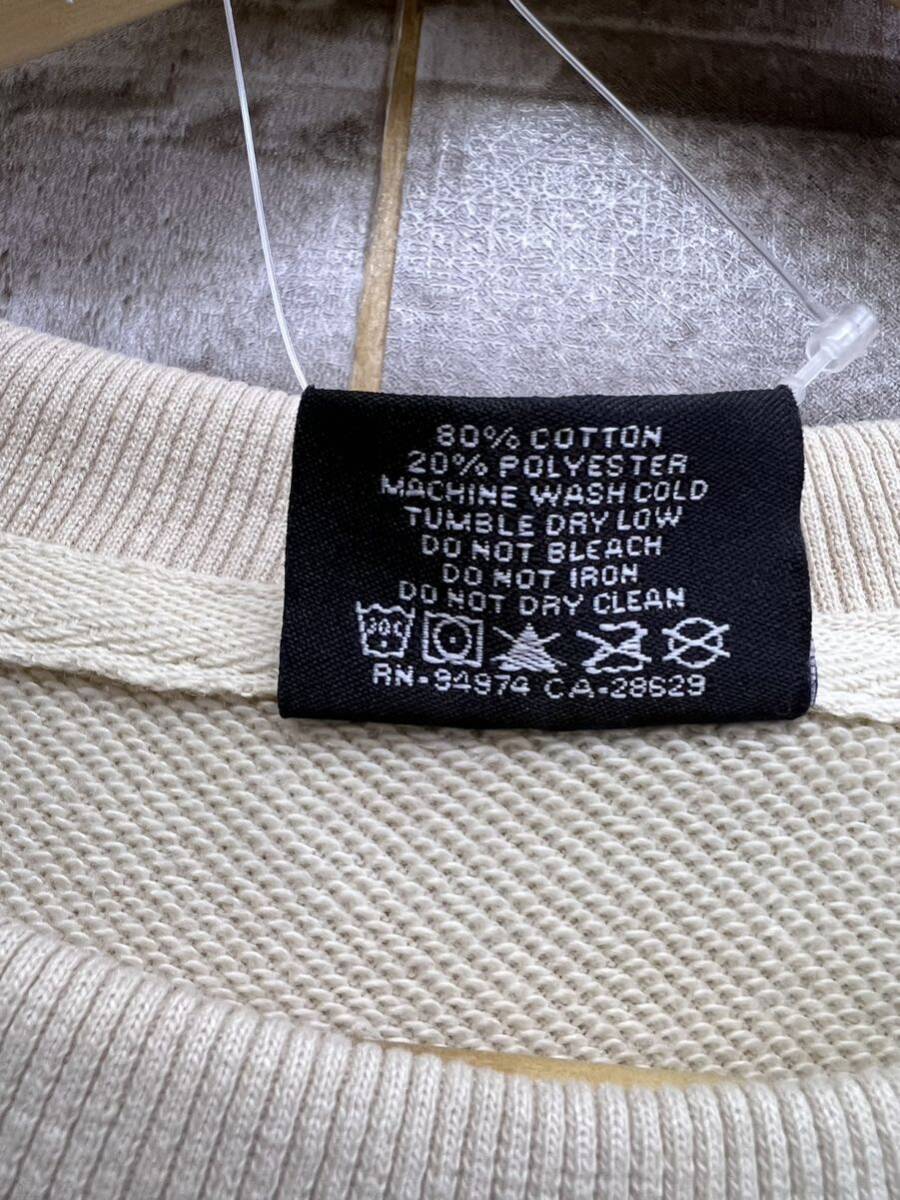 80% COTTON
20% POLYESTER
MACHINE WASH COLD
TUMBLE DRY LOW
DO NOT BLEACH
DO NOT IRON
DO NOT DRY CLEAN
30C
RN-94974 CA-28629